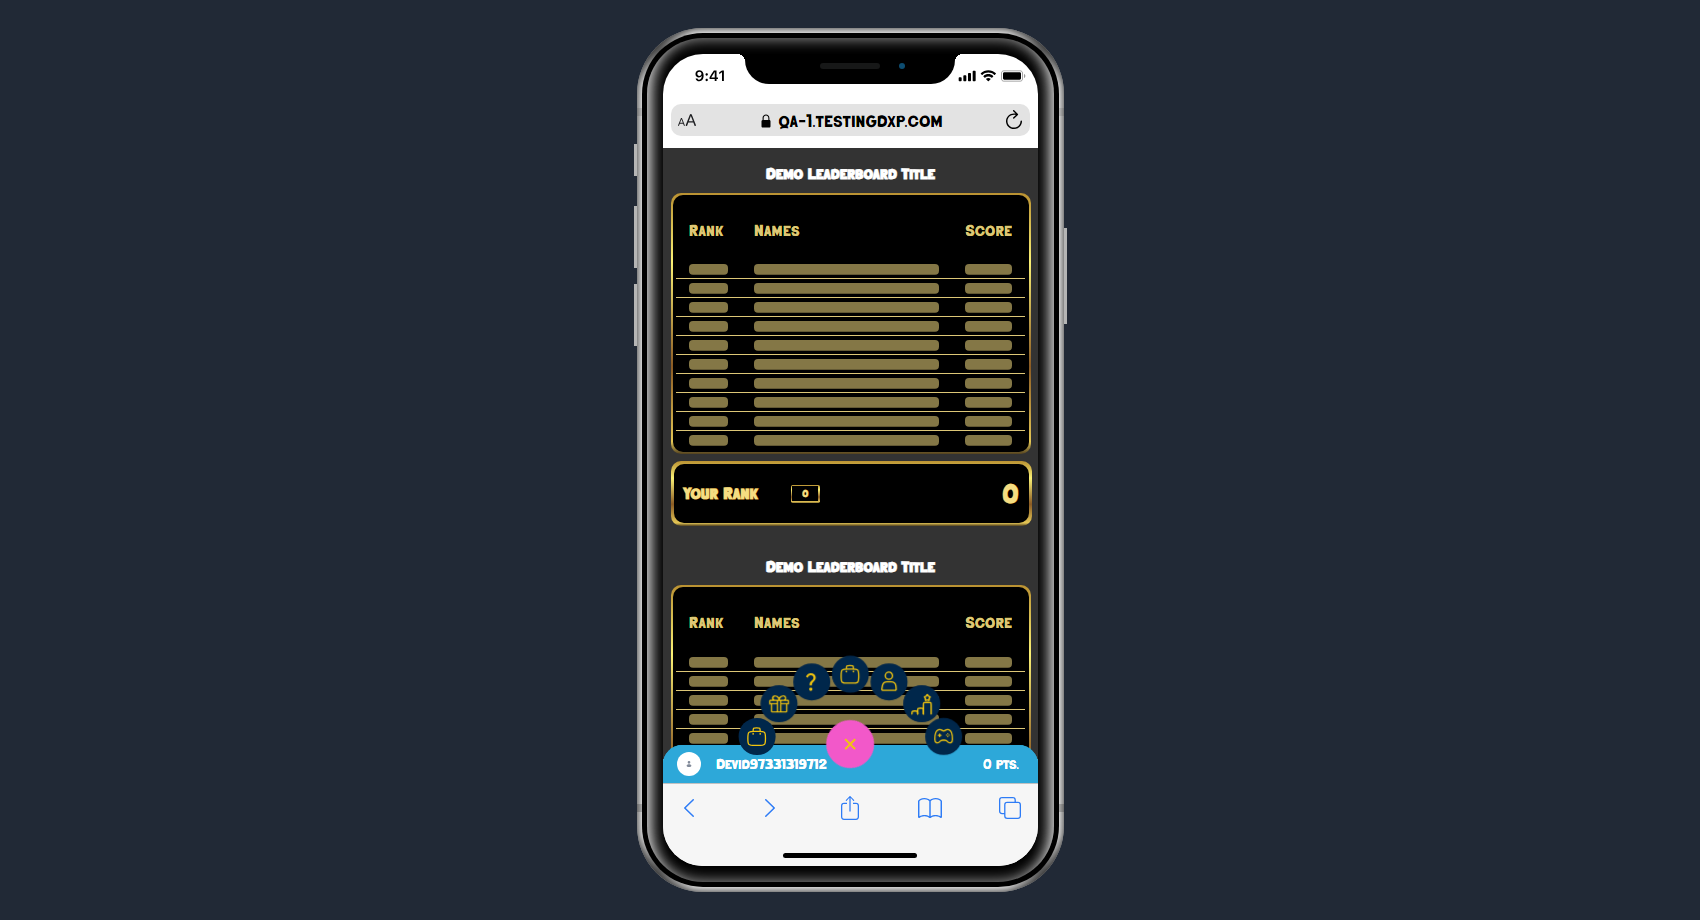 9:41
AA QA-1.TESTINGDXP.COM
Demo Leaderboard Title
Rank Names Score
Your Rank 0 0
Demo Leaderboard Title
Rank Names Score
?
Devid97331319712 0 pts.